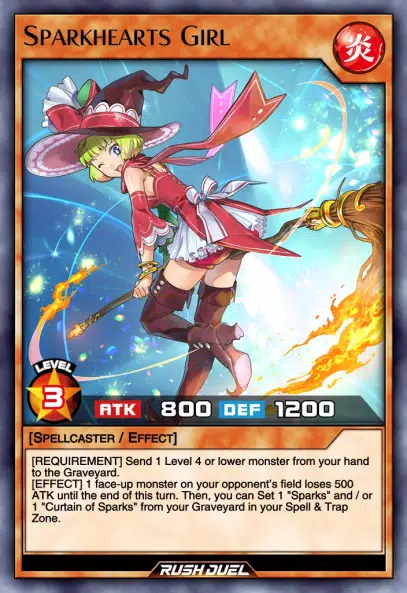 Sparkhearts Girl
炎
LEVEL
3
ATK 800 DEF 1200
[Spellcaster / Effect]
[REQUIREMENT] Send 1 Level 4 or lower monster from your hand
to the Graveyard.
[EFFECT] 1 face-up monster on your opponent's field loses 500
ATK until the end of this turn. Then, you can Set 1 "Sparks" and / or
1 "Curtain of Sparks" from your Graveyard in your Spell & Trap
Zone.
RUSH DUEL